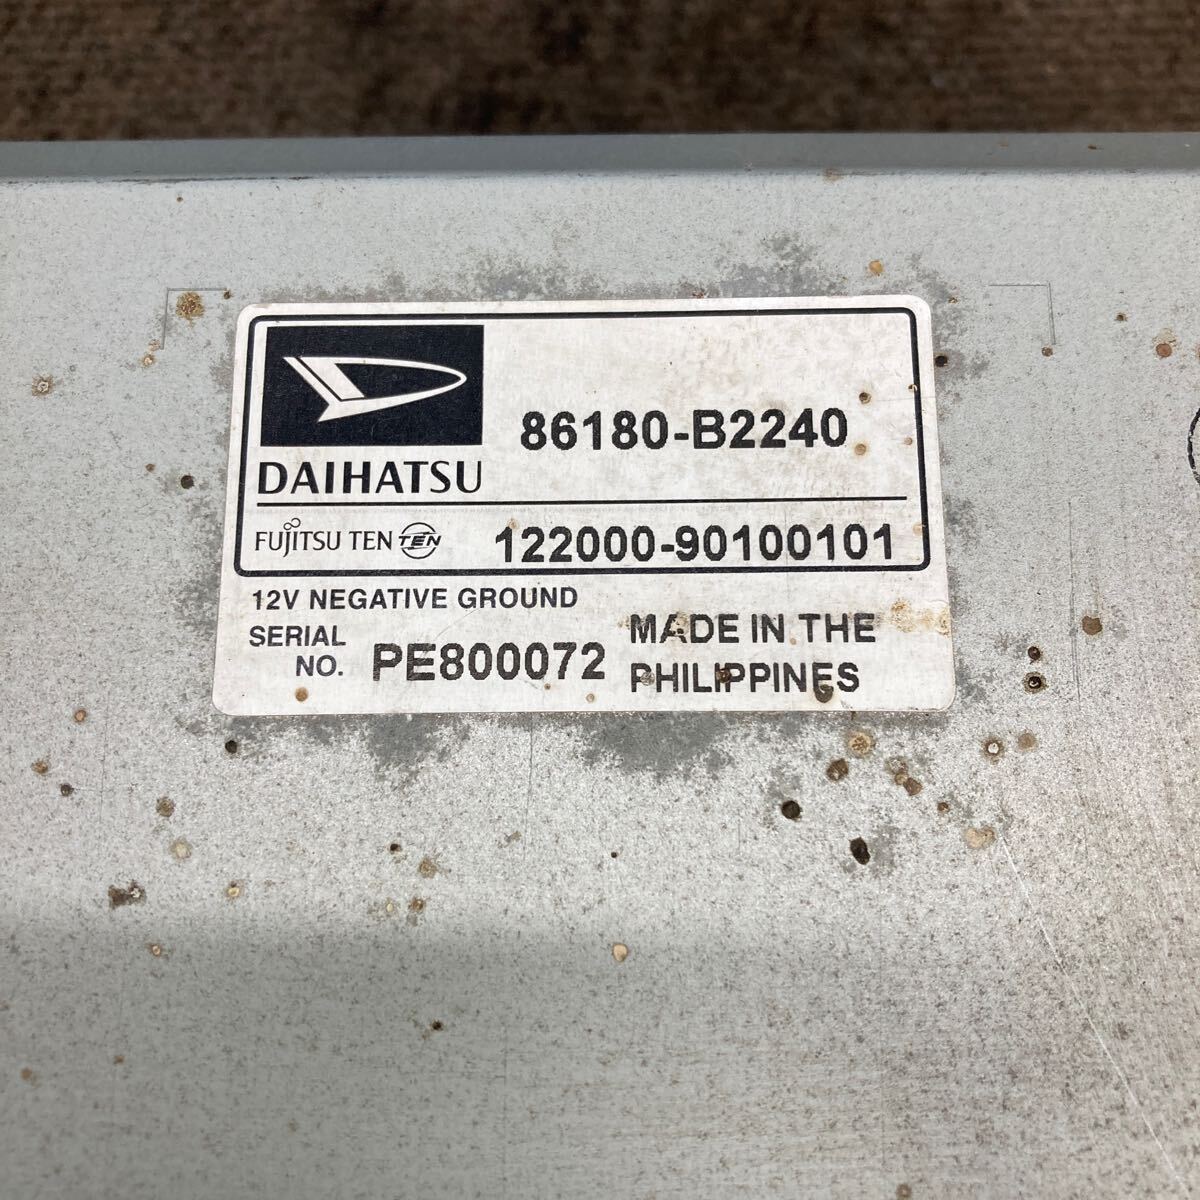 86180-B2240
DAIHATSU
FUJITSU TEN TEN 122000-90100101
12V NEGATIVE GROUND
SERIAL NO. PE800072
MADE IN THE
PHILIPPINES